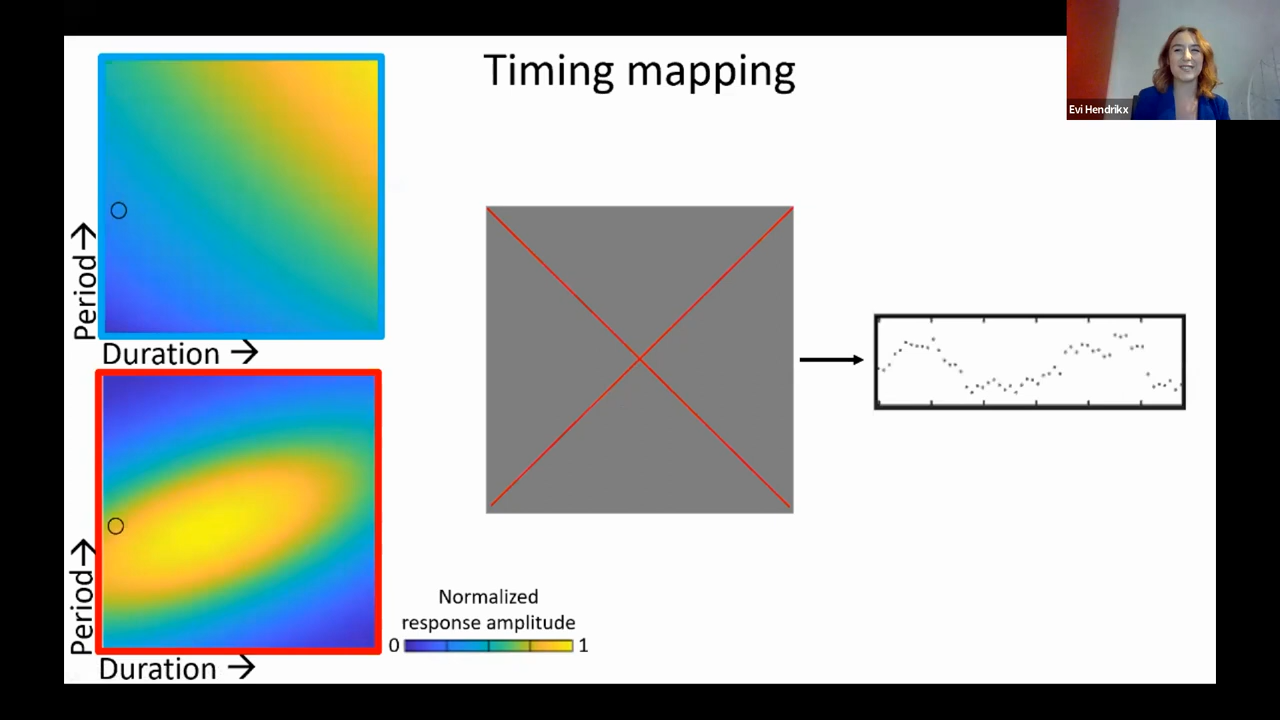 Timing mapping
Evi Hendrikx
Period →
Duration →
Period →
Duration →
Normalized
response amplitude
0
1